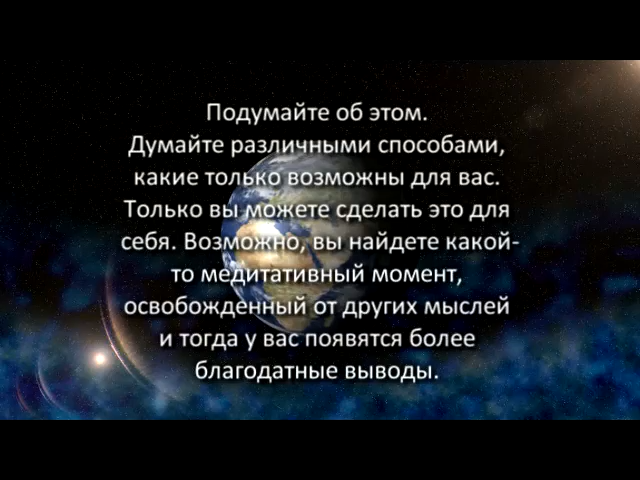 Подумайте об этом.
Думайте различными способами,
какие только возможны для вас.
Только вы можете сделать это для
себя. Возможно, вы найдете какой-
то медитативный момент,
освобожденный от других мыслей
и тогда у вас появятся более
благодатные выводы.